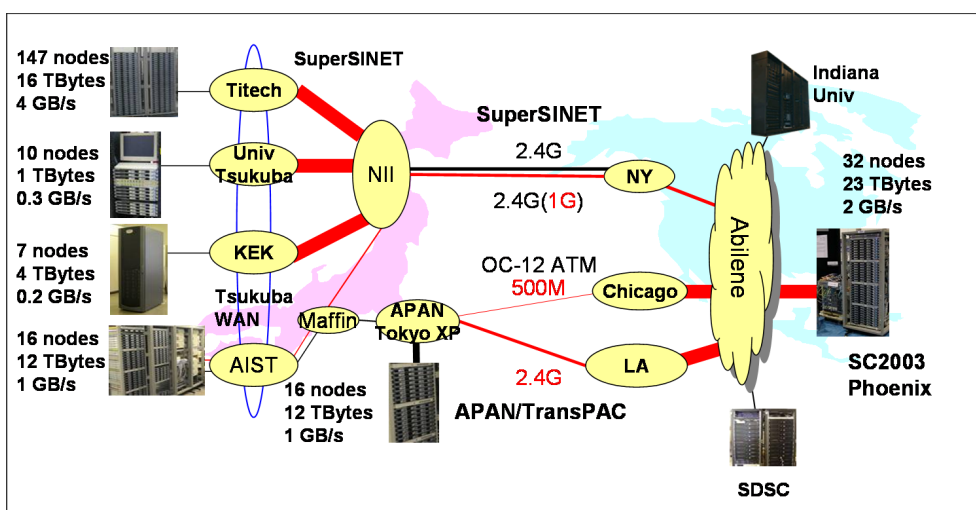 147 nodes
16 TBytes
4 GB/s
Titech
SuperSINET
10 nodes
1 TBytes
0.3 GB/s
Univ
Tsukuba
NII
7 nodes
4 TBytes
0.2 GB/s
KEK
Tsukuba
WAN
16 nodes
12 TBytes
1 GB/s
AIST
Maffin
APAN
Tokyo XP
16 nodes
12 TBytes
1 GB/s
SuperSINET
2.4G
2.4G(1G)
NY
OC-12 ATM
500M
Chicago
2.4G
LA
APAN/TransPAC
Abilene
Indiana
Univ
32 nodes
23 TBytes
2 GB/s
SC2003
Phoenix
SDSC